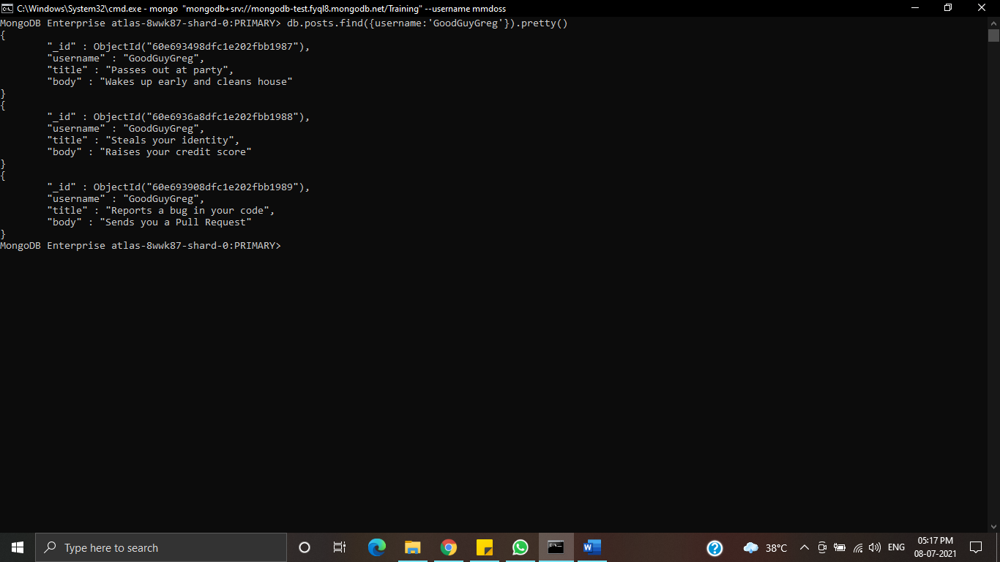 C:\Windows\System32\cmd.exe - mongo "mongodb+srv://mongodb-test.fyql8.mongodb.net/Training" --username mmdoss
MongoDB Enterprise atlas-8wwk87-shard-0:PRIMARY> db.posts.find({username:'GoodGuyGreg'}).pretty()
{
"_id" : ObjectId("60e693498dfc1e202fbb1987"),
"username" : "GoodGuyGreg",
"title" : "Passes out at party",
"body" : "Wakes up early and cleans house"
}
{
"_id" : ObjectId("60e6936a8dfc1e202fbb1988"),
"username" : "GoodGuyGreg",
"title" : "Steals your identity",
"body" : "Raises your credit score"
}
{
"_id" : ObjectId("60e693908dfc1e202fbb1989"),
"username" : "GoodGuyGreg",
"title" : "Reports a bug in your code",
"body" : "Sends you a Pull Request"
}
MongoDB Enterprise atlas-8wwk87-shard-0:PRIMARY>
Type here to search
38°C
ENG
05:17 PM
08-07-2021